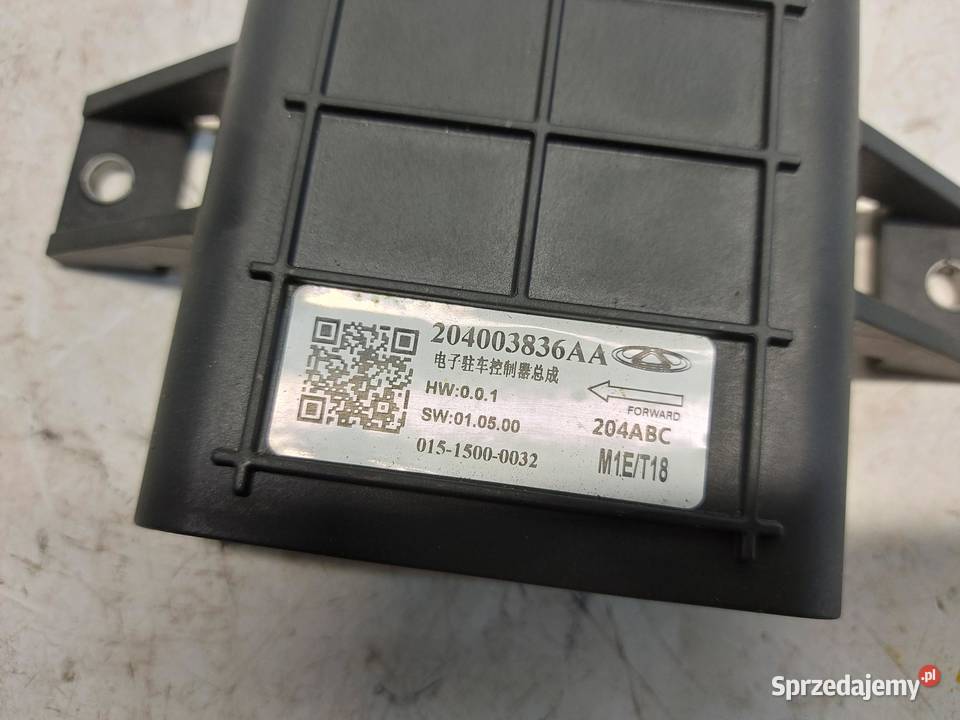 204003836AA
电子驻车控制器总成
HW:0.0.1
FORWARD
SW:01.05.00
204ABC
015-1500-0032
M1E/T18
Sprzedajemy.pl